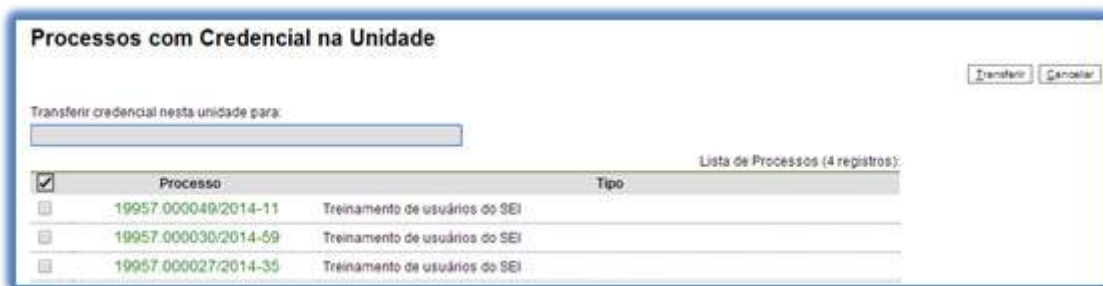 Processos com Credencial na Unidade
Transferir Cancelar
Transferir credencial nesta unidade para:
Lista de Processos (4 registros):
Processo Tipo
19957.000049/2014-11 Treinamento de usuários do SEI
19957.000030/2014-59 Treinamento de usuários do SEI
19957.000027/2014-35 Treinamento de usuários do SEI